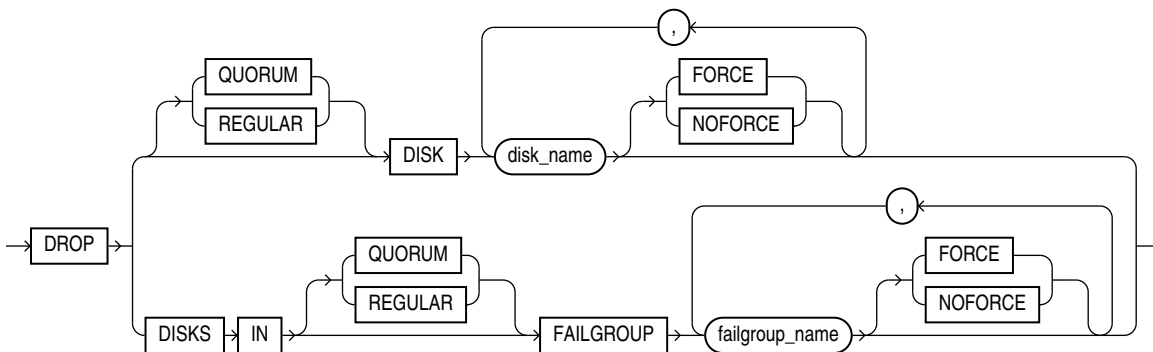 ,
QUORUM FORCE
REGULAR NOFORCE
DISK disk_name
,
DROP
QUORUM FORCE
REGULAR NOFORCE
DISKS IN FAILGROUP failgroup_name